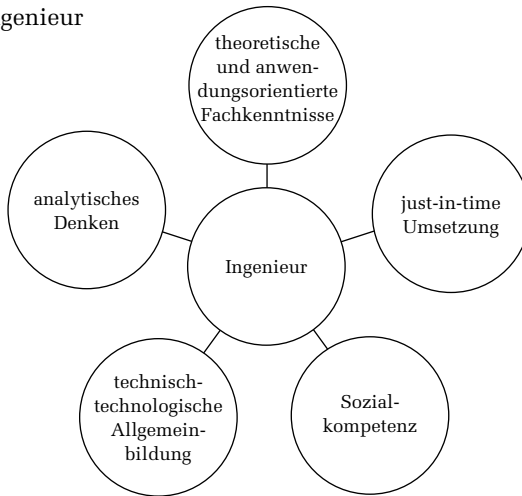 genieur
theoretische
und anwen-
dungsorientierte
Fachkenntnisse
analytisches
Denken
just-in-time
Umsetzung
Ingenieur
technisch-
technologische
Allgemein-
bildung
Sozial-
kompetenz